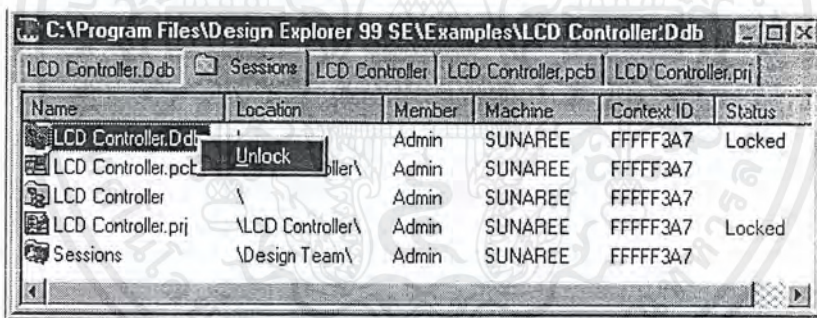 C:\Program Files\Design Explorer 99 SE\Examples\LCD Controller.Ddb
LCD Controller.Ddb Sessions LCD Controller LCD Controller.pcb LCD Controller.prj
Name Location Member Machine Context ID Status
LCD Controller.Ddb \ Admin SUNAREE FFFFF3A7 Locked
Unlock
LCD Controller.pcb ller\ Admin SUNAREE FFFFF3A7
LCD Controller \ Admin SUNAREE FFFFF3A7
LCD Controller.prj \LCD Controller\ Admin SUNAREE FFFFF3A7 Locked
Sessions \Design Team\ Admin SUNAREE FFFFF3A7